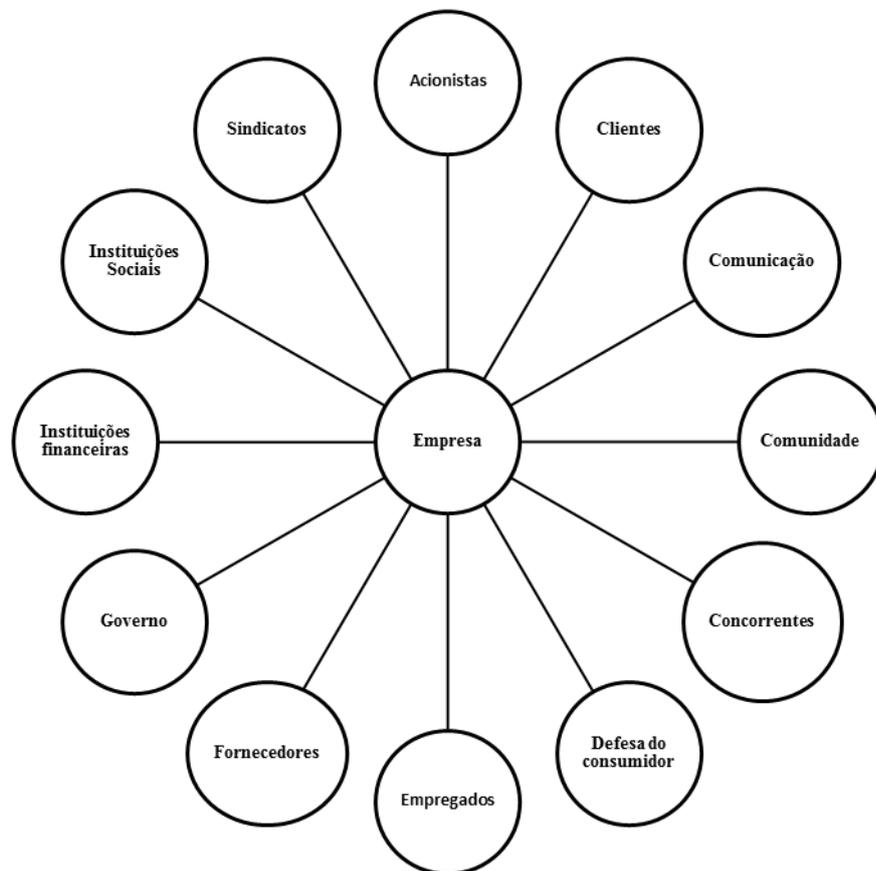 Acionistas
Sindicatos
Clientes
Instituições
Sociais
Comunicação
Instituições
financeiras
Empresa
Comunidade
Governo
Concorrentes
Fornecedores
Defesa do
consumidor
Empregados